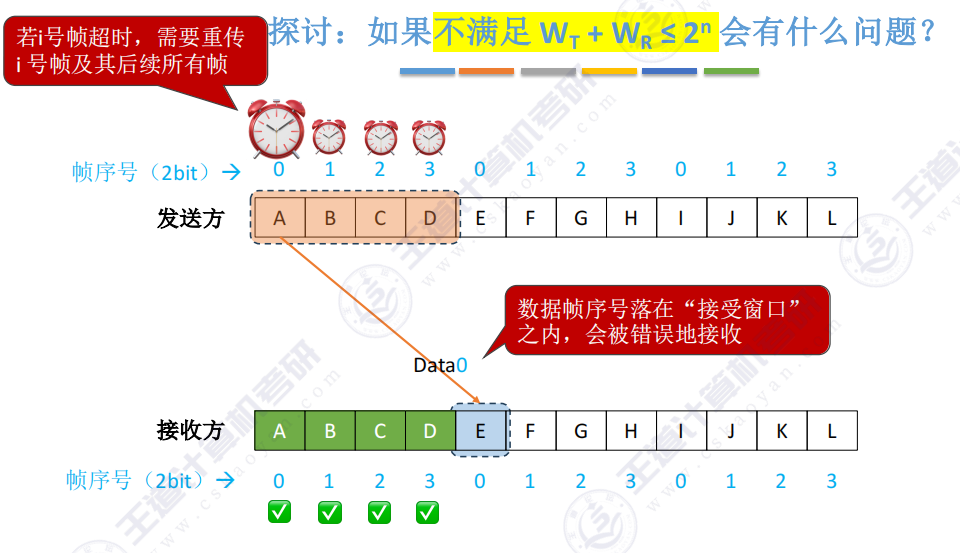 若i号帧超时，需要重传
i 号帧及其后续所有帧
探讨：如果不满足 W_T + W_R ≤ 2^n 会有什么问题？
帧序号（2bit）→ 0 1 2 3 0 1 2 3 0 1 2 3
发送方 A B C D E F G H I J K L
数据帧序号落在“接受窗口”
之内，会被错误地接收
Data0
接收方 A B C D E F G H I J K L
帧序号（2bit）→ 0 1 2 3 0 1 2 3 0 1 2 3
王道计算机考研
www.cskaoyan.com